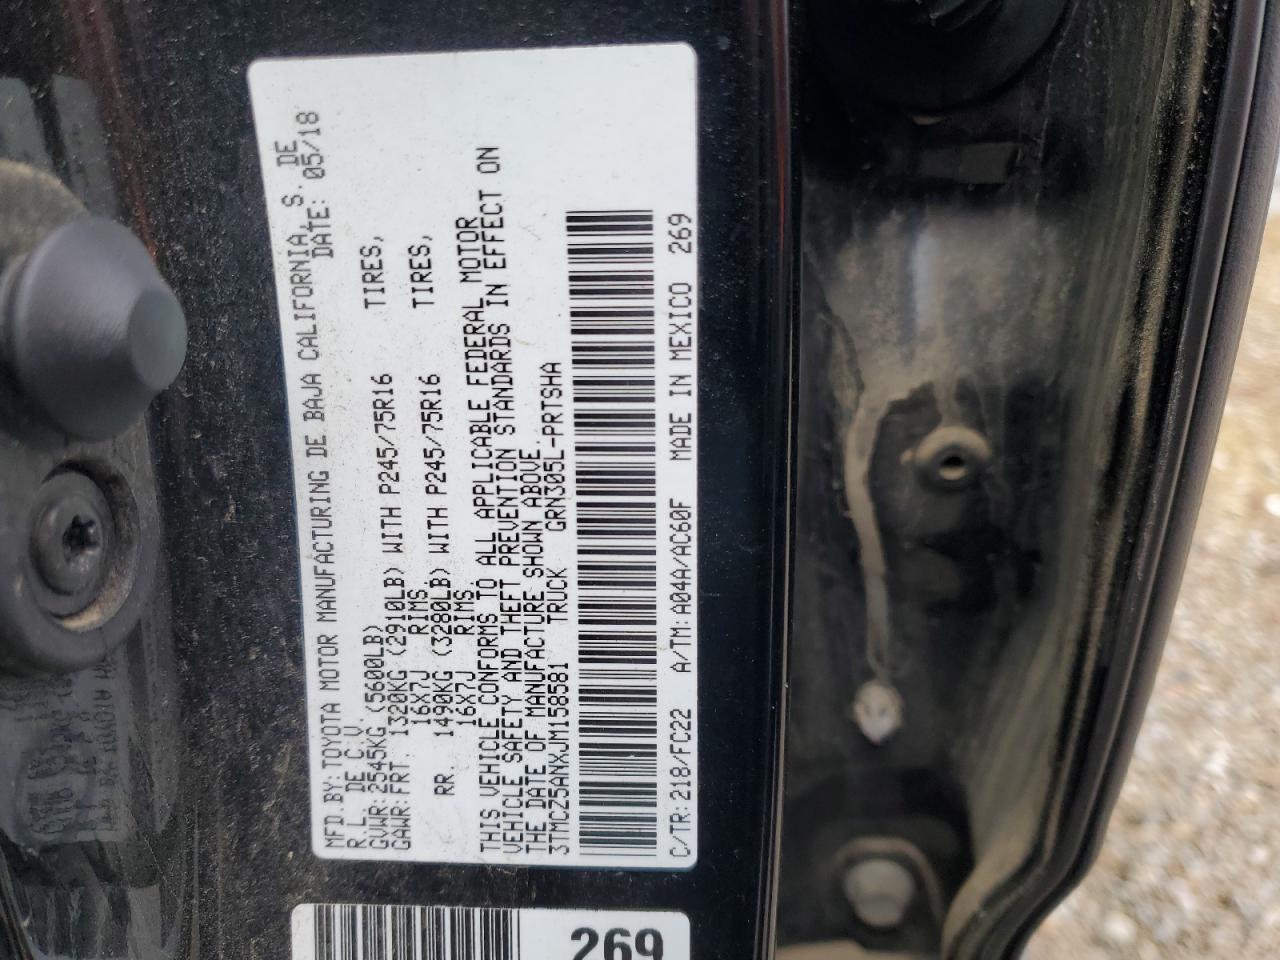 MFD BY: TOYOTA MOTOR MANUFACTURING DE BAJA CALIFORNIA, S. DE
R.L. DE C.V. DATE: 05/18
GVWR: 2545KG (5600LB)
GAWR: FRT. 1320KG (2910LB) WITH P245/75R16 TIRES,
16X7J RIMS.
RR. 1490KG (3280LB) WITH P245/75R16 TIRES,
16X7J RIMS.
THIS VEHICLE CONFORMS TO ALL APPLICABLE FEDERAL MOTOR
VEHICLE SAFETY AND THEFT PREVENTION STANDARDS IN EFFECT ON
THE DATE OF MANUFACTURE SHOWN ABOVE.
3TMCZ5ANXJM158581 TRUCK GRN305L-PRTSHA
C/TR: 218/FC22 A/TM: A04A/AC60F MADE IN MEXICO 269
269